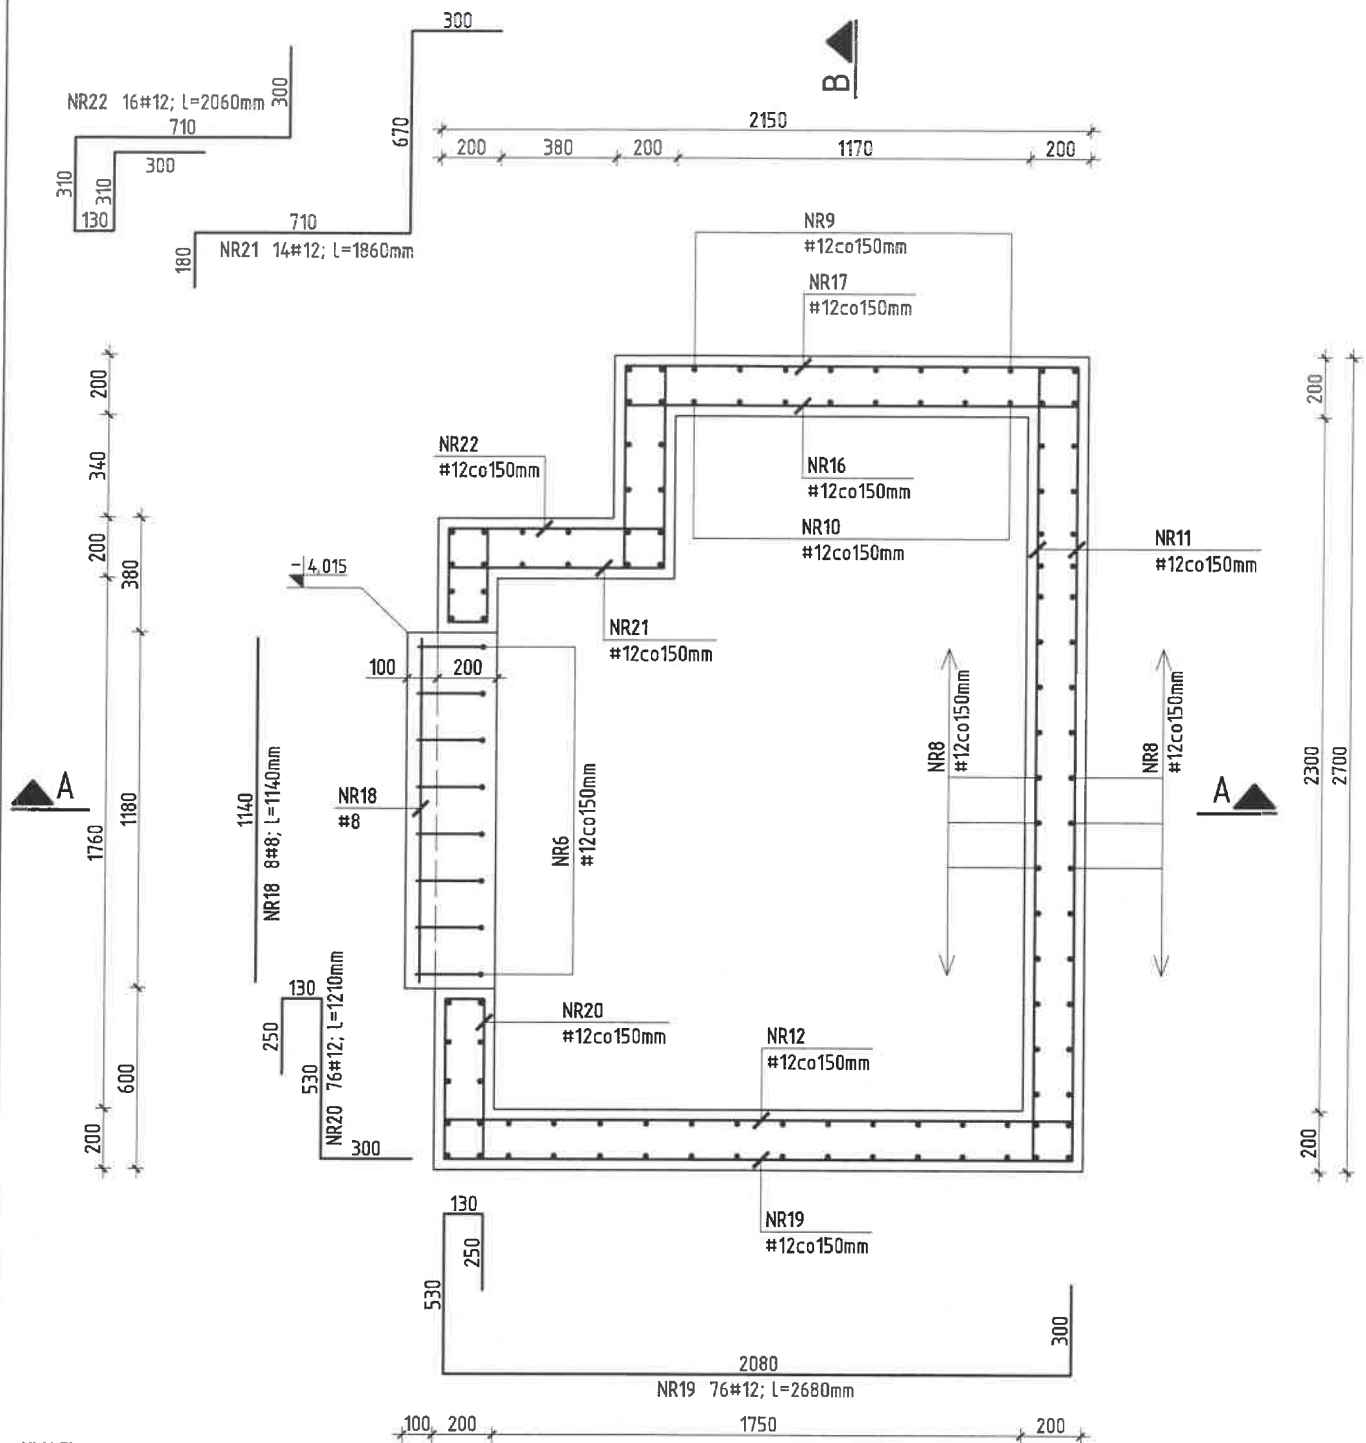 300
NR22 16#12; L=2060mm
300
710
670
310
310
300
130
710
NR21 14#12; L=1860mm
180
B
2150
200 380 200 1170 200
NR9
#12co150mm
NR17
#12co150mm
200
340
200
380
1760
1180
600
200
NR22
#12co150mm
NR16
#12co150mm
NR10
#12co150mm
NR11
#12co150mm
200
2300
2700
200
-4,015
NR21
#12co150mm
100 200
NR8
#12co150mm
NR8
#12co150mm
A
A
1140
NR18 8#8; L=1140mm
NR18
#8
NR6
#12co150mm
130
250
530
NR20 76#12; L=1210mm
300
NR20
#12co150mm
NR12
#12co150mm
NR19
#12co150mm
130
250
530
300
2080
NR19 76#12; L=2680mm
100 200 1750 200